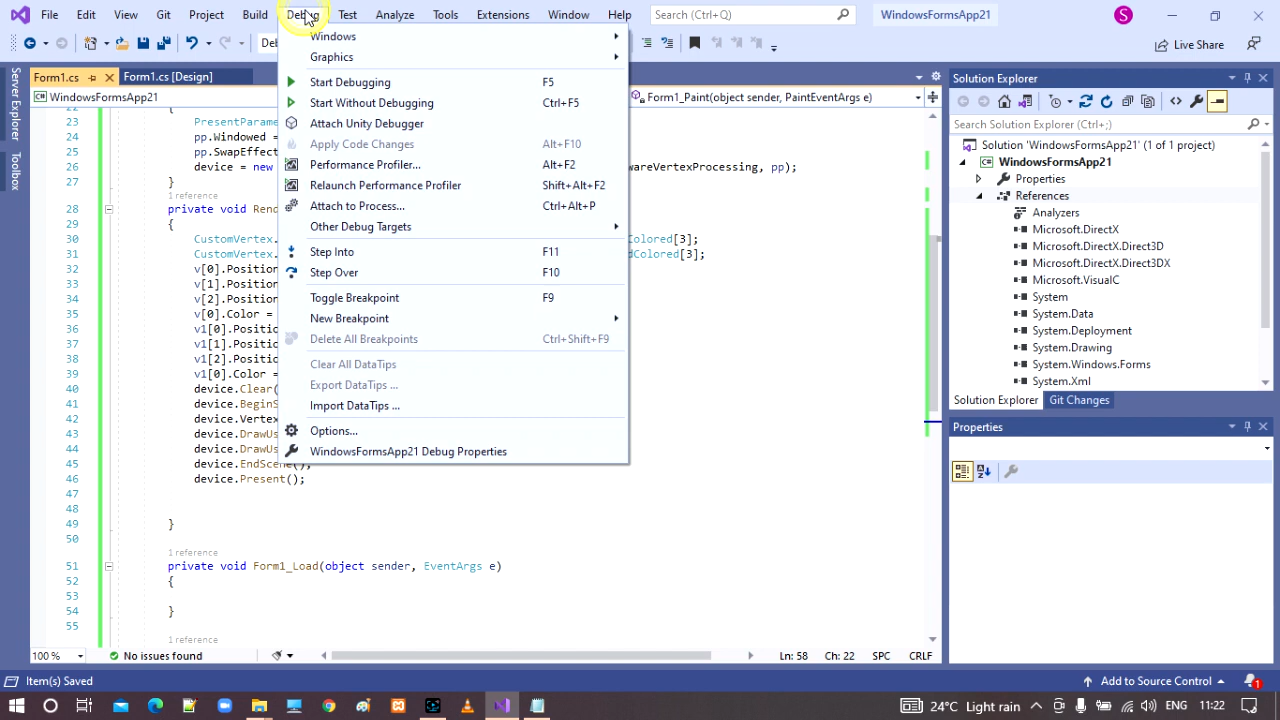 File Edit View Git Project Build Debug Test Analyze Tools Extensions Window Help Search (Ctrl+Q) WindowsFormsApp21 S
Live Share
Form1.cs Form1.cs [Design]
WindowsFormsApp21 Form1_Paint(object sender, PaintEventArgs e)
Server Explorer
Toolbox
Windows
Graphics
Start Debugging F5
Start Without Debugging Ctrl+F5
Attach Unity Debugger
Apply Code Changes Alt+F10
Performance Profiler... Alt+F2
Relaunch Performance Profiler Shift+Alt+F2
Attach to Process... Ctrl+Alt+P
Other Debug Targets
Step Into F11
Step Over F10
Toggle Breakpoint F9
New Breakpoint
Delete All Breakpoints Ctrl+Shift+F9
Clear All DataTips
Export DataTips ...
Import DataTips ...
Options...
WindowsFormsApp21 Debug Properties
22 {
23 PresentParame
24 pp.Windowed =
25 pp.SwapEffect
26 device = new wareVertexProcessing, pp);
27 }
1 reference
28 private void Rend
29 {
30 CustomVertex. Colored[3];
31 CustomVertex. dColored[3];
32 v[0].Position
33 v[1].Position
34 v[2].Position
35 v[0].Color =
36 v1[0].Positio
37 v1[1].Positio
38 v1[2].Positio
39 v1[0].Color =
40 device.Clear(
41 device.BeginS
42 device.Vertex
43 device.DrawUs
44 device.DrawUs
45 device.EndScene();
46 device.Present();
47
48
49 }
50
1 reference
51 private void Form1_Load(object sender, EventArgs e)
52 {
53
54 }
55
1 reference
100 % No issues found Ln: 58 Ch: 22 SPC CRLF
Solution Explorer
Search Solution Explorer (Ctrl+;)
Solution 'WindowsFormsApp21' (1 of 1 project)
WindowsFormsApp21
Properties
References
Analyzers
Microsoft.DirectX
Microsoft.DirectX.Direct3D
Microsoft.DirectX.Direct3DX
Microsoft.VisualC
System
System.Data
System.Deployment
System.Drawing
System.Windows.Forms
System.Xml
Solution Explorer Git Changes
Properties
Item(s) Saved Add to Source Control 1
24°C Light rain ENG 11:22